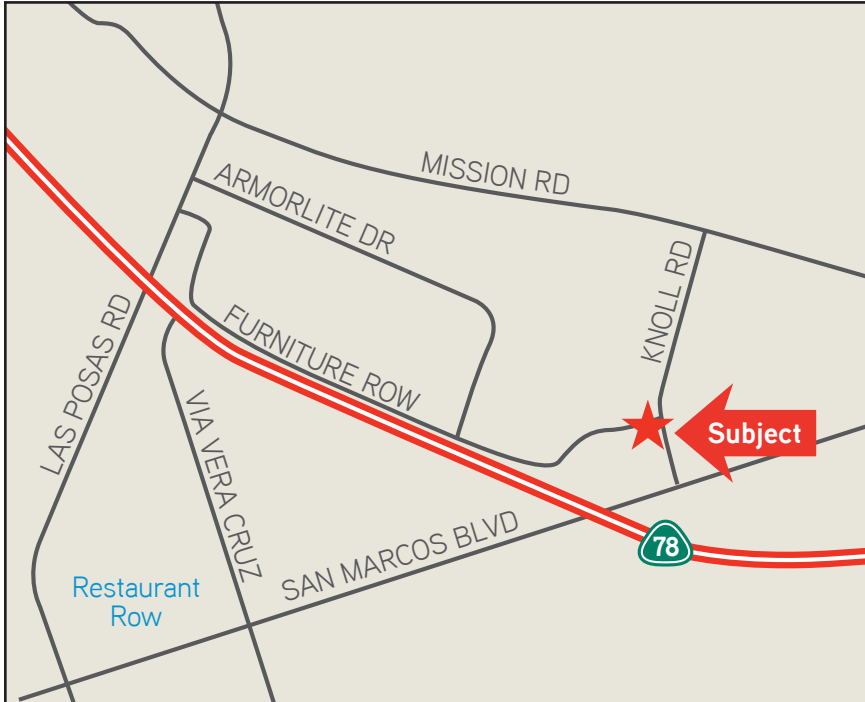 MISSION RD
ARMORLITE DR
KNOLL RD
LAS POSAS RD
FURNITURE ROW
VIA VERA CRUZ
Subject
SAN MARCOS BLVD
78
Restaurant
Row